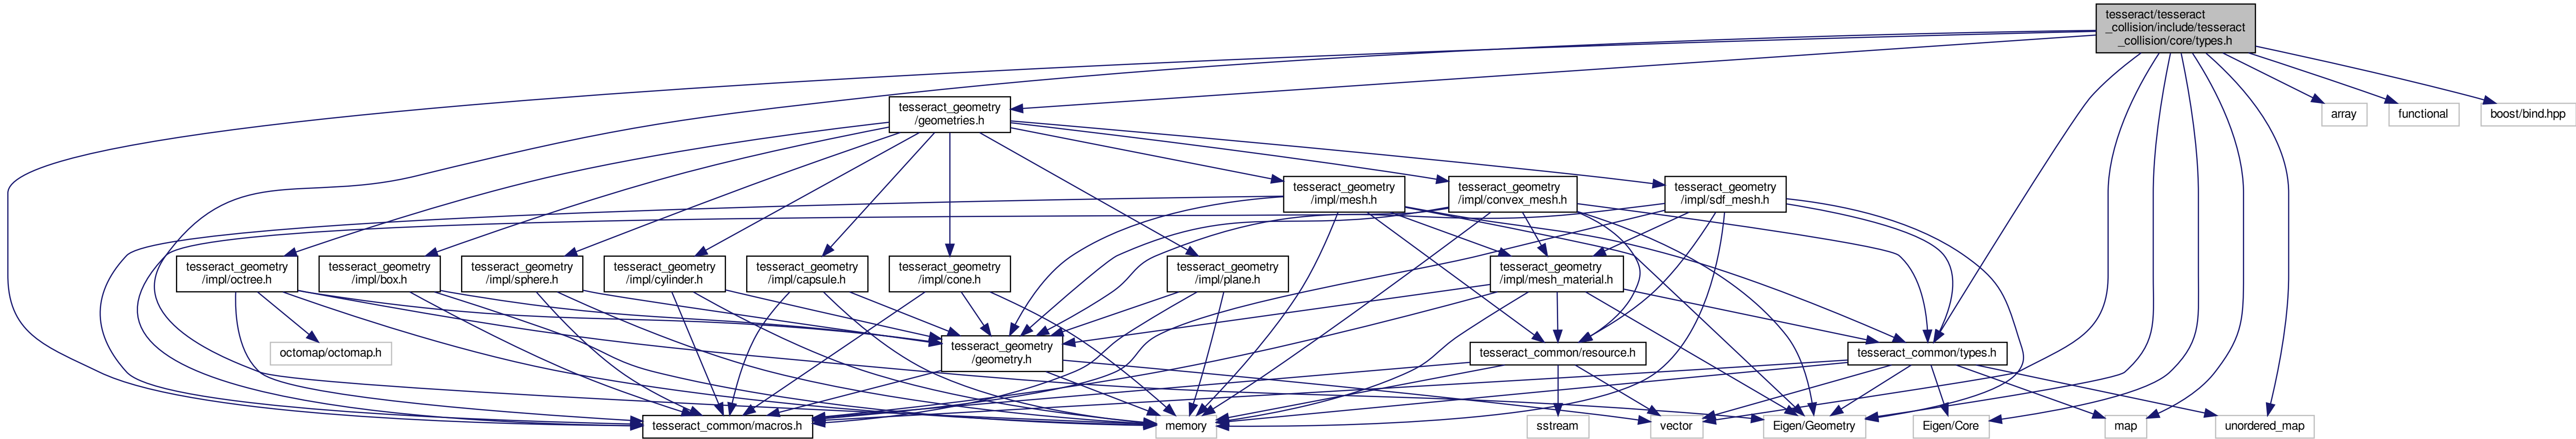 tesseract/tesseract
_collision/include/tesseract
_collision/core/types.h
tesseract_geometry
/geometries.h
array
functional
boost/bind.hpp
tesseract_geometry
/impl/mesh.h
tesseract_geometry
/impl/convex_mesh.h
tesseract_geometry
/impl/sdf_mesh.h
tesseract_geometry
/impl/octree.h
tesseract_geometry
/impl/box.h
tesseract_geometry
/impl/sphere.h
tesseract_geometry
/impl/cylinder.h
tesseract_geometry
/impl/capsule.h
tesseract_geometry
/impl/cone.h
tesseract_geometry
/impl/plane.h
tesseract_geometry
/impl/mesh_material.h
octomap/octomap.h
tesseract_geometry
/geometry.h
tesseract_common/resource.h
tesseract_common/types.h
tesseract_common/macros.h
memory
sstream
vector
Eigen/Geometry
Eigen/Core
map
unordered_map